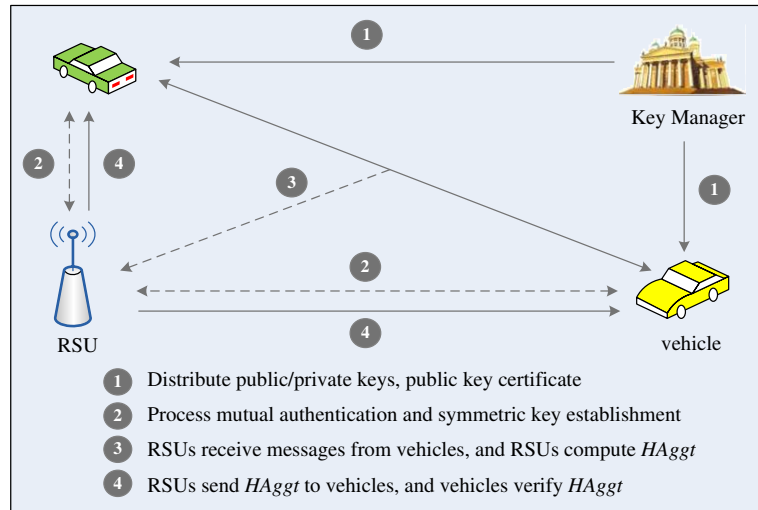 1
Key Manager
1
2
4
3
2
4
RSU
vehicle
1 Distribute public/private keys, public key certificate
2 Process mutual authentication and symmetric key establishment
3 RSUs receive messages from vehicles, and RSUs compute HAggt
4 RSUs send HAggt to vehicles, and vehicles verify HAggt